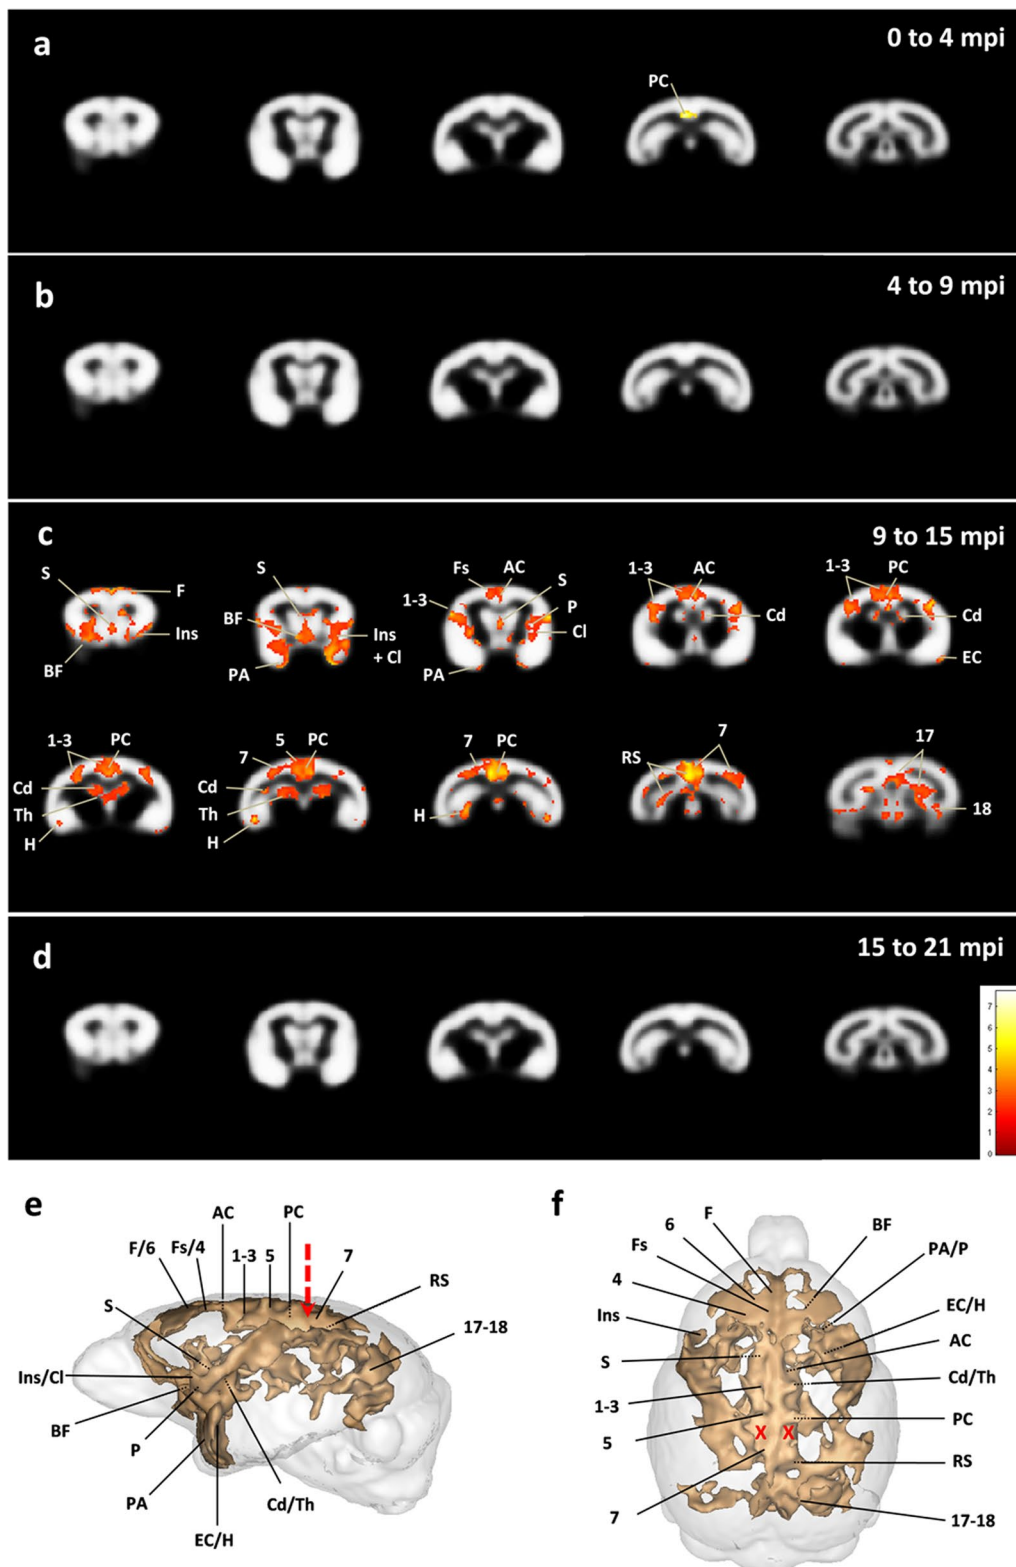 a
0 to 4 mpi
PC
b
4 to 9 mpi
c
9 to 15 mpi
S
F
Ins
BF
S
BF
Ins
+ Cl
PA
Fs
AC
S
1-3
P
Cl
PA
1-3
AC
Cd
1-3
PC
Cd
EC
1-3
PC
Cd
Th
H
5
7
PC
Cd
Th
H
7
PC
H
7
RS
17
18
d
15 to 21 mpi
7
6
5
4
3
2
1
0
e
AC
PC
F/6
Fs/4
1-3
5
7
RS
S
17-18
Ins/Cl
BF
P
PA
Cd/Th
EC/H
f
F
6
BF
Fs
PA/P
4
EC/H
Ins
AC
S
Cd/Th
1-3
PC
5
X X
RS
7
17-18